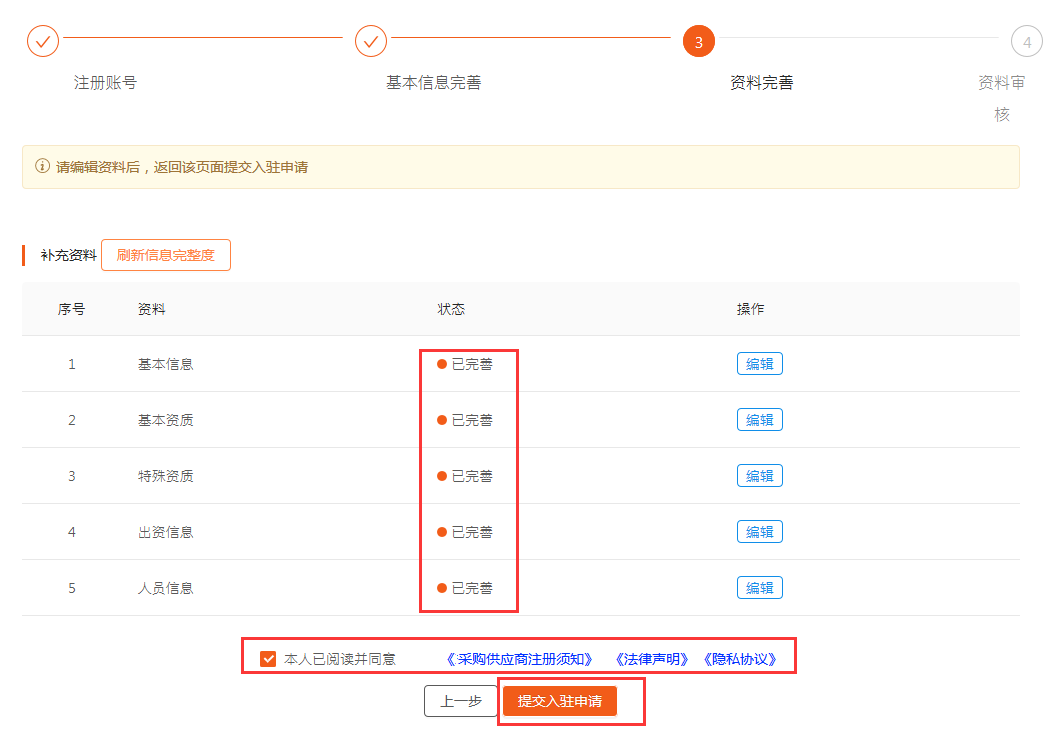 3
4
注册账号
基本信息完善
资料完善
资料审
核
请编辑资料后，返回该页面提交入驻申请
补充资料 刷新信息完整度
序号 资料 状态 操作
1 基本信息 已完善 编辑
2 基本资质 已完善 编辑
3 特殊资质 已完善 编辑
4 出资信息 已完善 编辑
5 人员信息 已完善 编辑
本人已阅读并同意 《采购供应商注册须知》 《法律声明》 《隐私协议》
上一步 提交入驻申请